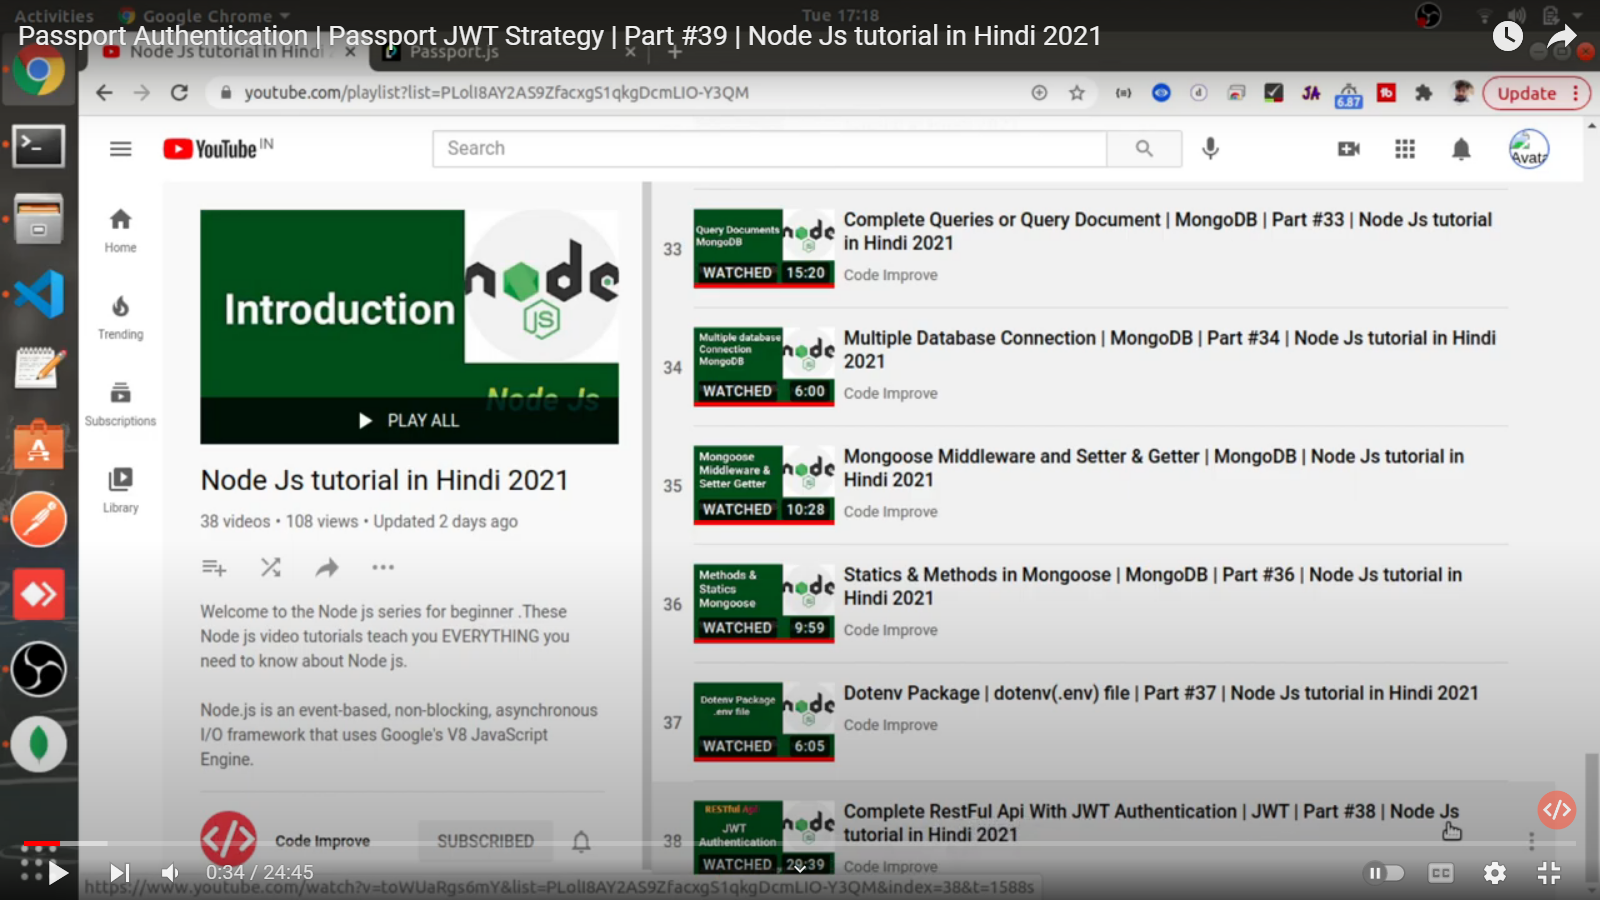 Activities
Google Chrome
Tue 17:18
Passport Authentication | Passport JWT Strategy | Part #39 | Node Js tutorial in Hindi 2021
Node Js tutorial in Hindi 2
Passport.js
youtube.com/playlist?list=PLolI8AY2AS9ZfacxgS1qkgDcmLIO-Y3QM
6.87
JA
Update
YouTube IN
Search
Avata
Home
Trending
Subscriptions
Library
Introduction
node
JS
Node Js
PLAY ALL
Node Js tutorial in Hindi 2021
38 videos • 108 views • Updated 2 days ago
Welcome to the Node js series for beginner .These
Node js video tutorials teach you EVERYTHING you
need to know about Node js.
Node.js is an event-based, non-blocking, asynchronous
I/O framework that uses Google's V8 JavaScript
Engine.
Code Improve
SUBSCRIBED
33
Query Documents
MongoDB
node
WATCHED
15:20
Complete Queries or Query Document | MongoDB | Part #33 | Node Js tutorial
in Hindi 2021
Code Improve
34
Multiple database
Connection
MongoDB
node
WATCHED
6:00
Multiple Database Connection | MongoDB | Part #34 | Node Js tutorial in Hindi
2021
Code Improve
35
Mongoose
Middleware &
Setter Getter
node
WATCHED
10:28
Mongoose Middleware and Setter & Getter | MongoDB | Node Js tutorial in
Hindi 2021
Code Improve
36
Methods &
Statics
Mongoose
node
WATCHED
9:59
Statics & Methods in Mongoose | MongoDB | Part #36 | Node Js tutorial in
Hindi 2021
Code Improve
37
Dotenv Package
.env file
node
WATCHED
6:05
Dotenv Package | dotenv(.env) file | Part #37 | Node Js tutorial in Hindi 2021
Code Improve
38
RESTful Api
JWT
Authentication
node
WATCHED
29:39
Complete RestFul Api With JWT Authentication | JWT | Part #38 | Node Js
tutorial in Hindi 2021
Code Improve
0:34 / 24:45
CC
https://www.youtube.com/watch?v=toWUaRgs6mY&list=PLolI8AY2AS9ZfacxgS1qkgDcmLIO-Y3QM&index=38&t=1588s